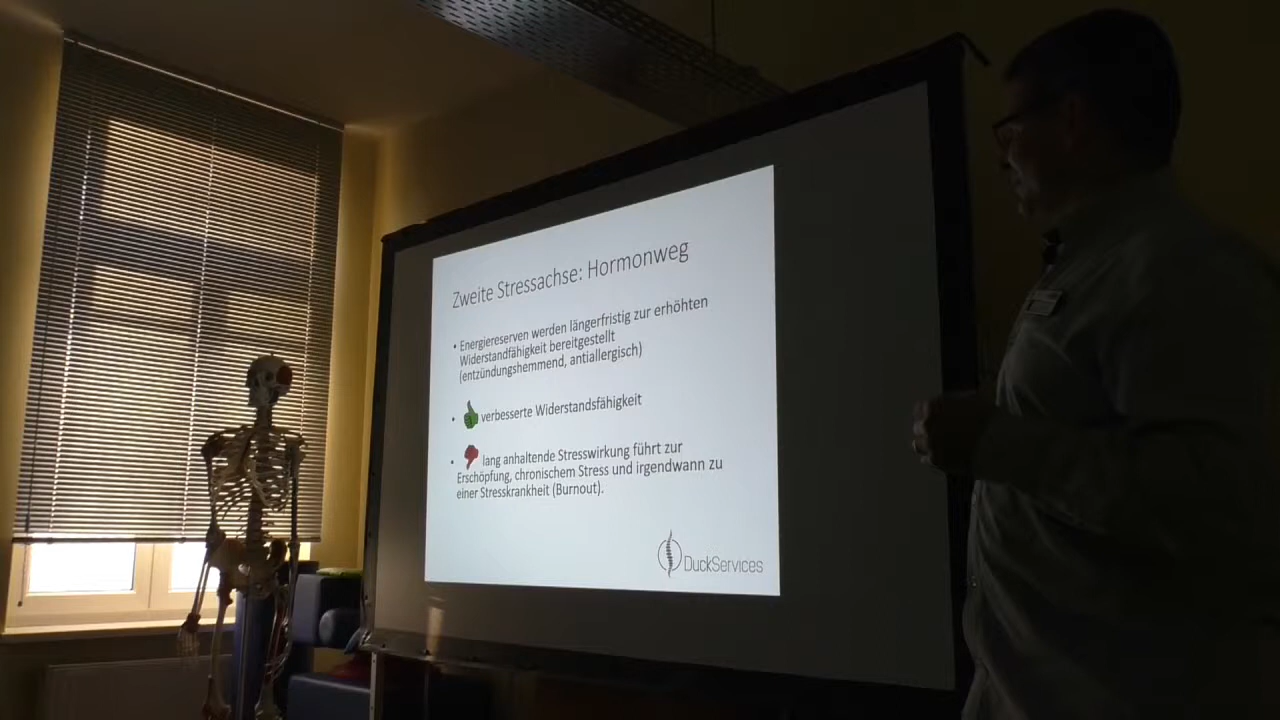 Zweite Stressachse: Hormonweg
• Energiereserven werden längerfristig zur erhöhten
Widerstandfähigkeit bereitgestellt
(entzündungshemmend, antiallergisch)
• verbesserte Widerstandsfähigkeit
• lang anhaltende Stresswirkung führt zur
Erschöpfung, chronischem Stress und irgendwann zu
einer Stresskrankheit (Burnout).
DuckServices